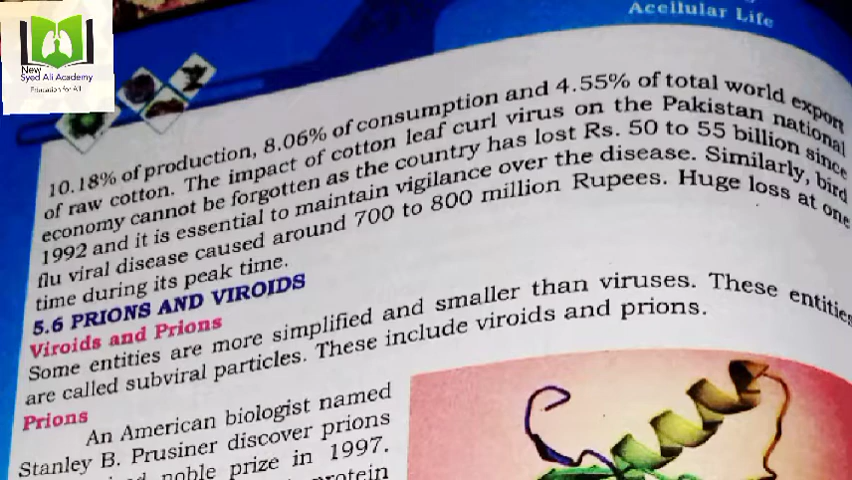 New
Syed Ali Academy
Education for All
Acellular Life
10.18% of production, 8.06% of consumption and 4.55% of total world export
of raw cotton. The impact of cotton leaf curl virus on the Pakistan national
economy cannot be forgotten as the country has lost Rs. 50 to 55 billion since
1992 and it is essential to maintain vigilance over the disease. Similarly, bird
flu viral disease caused around 700 to 800 million Rupees. Huge loss at one
time during its peak time.
5.6 PRIONS AND VIROIDS
Viroids and Prions
Some entities are more simplified and smaller than viruses. These entities
are called subviral particles. These include viroids and prions.
Prions
An American biologist named
Stanley B. Prusiner discover prions
noble prize in 1997.
protein